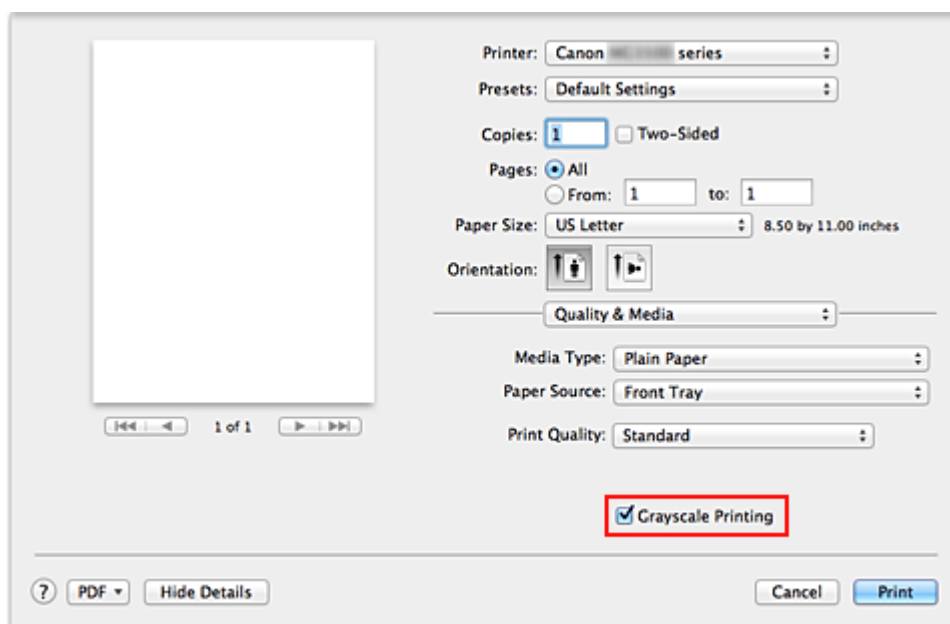 Printer: Canon series
Presets: Default Settings
Copies: 1 Two-Sided
Pages: All
From: 1 to: 1
Paper Size: US Letter 8.50 by 11.00 inches
Orientation:
Quality & Media
Media Type: Plain Paper
Paper Source: Front Tray
1 of 1
Print Quality: Standard
Grayscale Printing
? PDF Hide Details Cancel Print